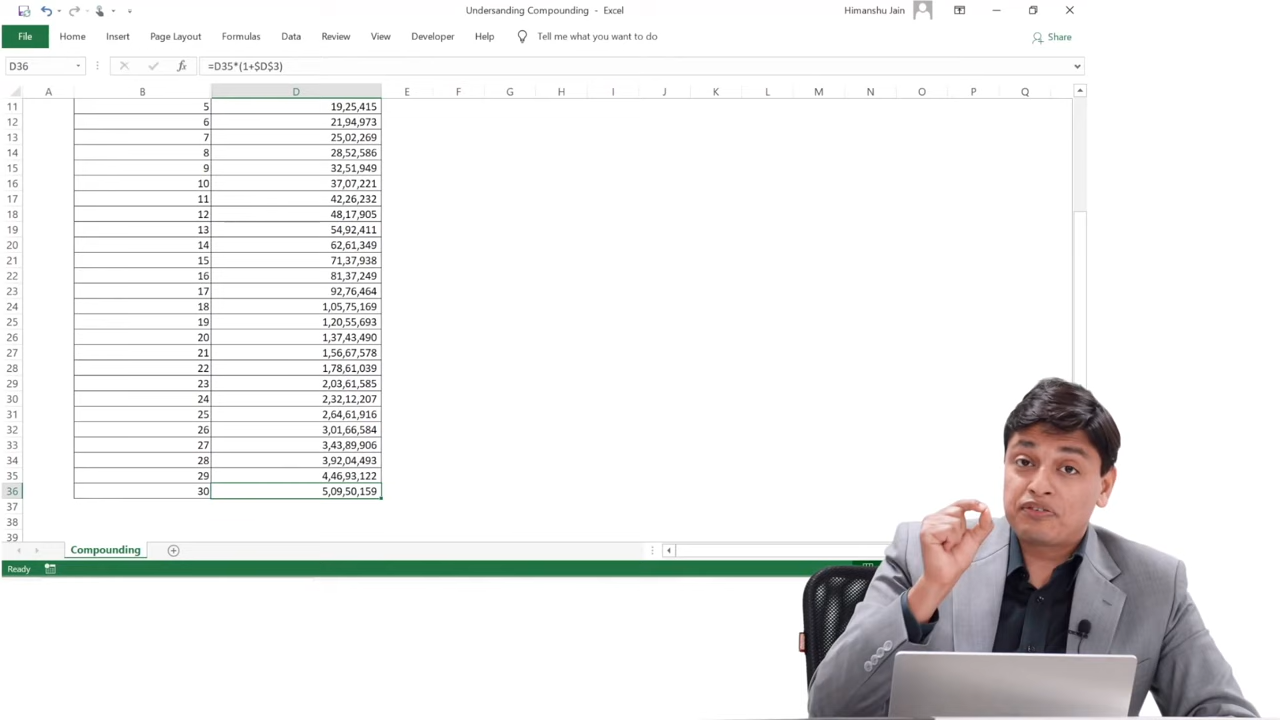 Undersanding Compounding - Excel
Himanshu Jain
File Home Insert Page Layout Formulas Data Review View Developer Help Tell me what you want to do Share
D36 fx =D35*(1+$D$3)
A B D E F G H I J K L M N O P Q
11 5 19,25,415
12 6 21,94,973
13 7 25,02,269
14 8 28,52,586
15 9 32,51,949
16 10 37,07,221
17 11 42,26,232
18 12 48,17,905
19 13 54,92,411
20 14 62,61,349
21 15 71,37,938
22 16 81,37,249
23 17 92,76,464
24 18 1,05,75,169
25 19 1,20,55,693
26 20 1,37,43,490
27 21 1,56,67,578
28 22 1,78,61,039
29 23 2,03,61,585
30 24 2,32,12,207
31 25 2,64,61,916
32 26 3,01,66,584
33 27 3,43,89,906
34 28 3,92,04,493
35 29 4,46,93,122
36 30 5,09,50,159
37
38
39
Compounding
Ready